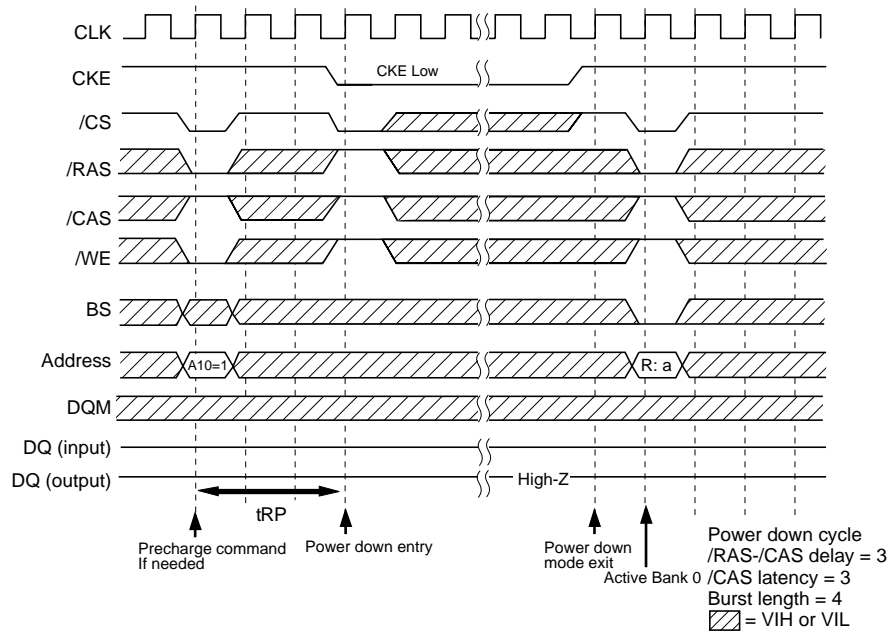 CLK
CKE
CKE Low
/CS
/RAS
/CAS
/WE
BS
Address
A10=1
R: a
DQM
DQ (input)
DQ (output)
High-Z
tRP
Precharge command
If needed
Power down entry
Power down
mode exit
Active Bank 0
Power down cycle
/RAS-/CAS delay = 3
/CAS latency = 3
Burst length = 4
= VIH or VIL